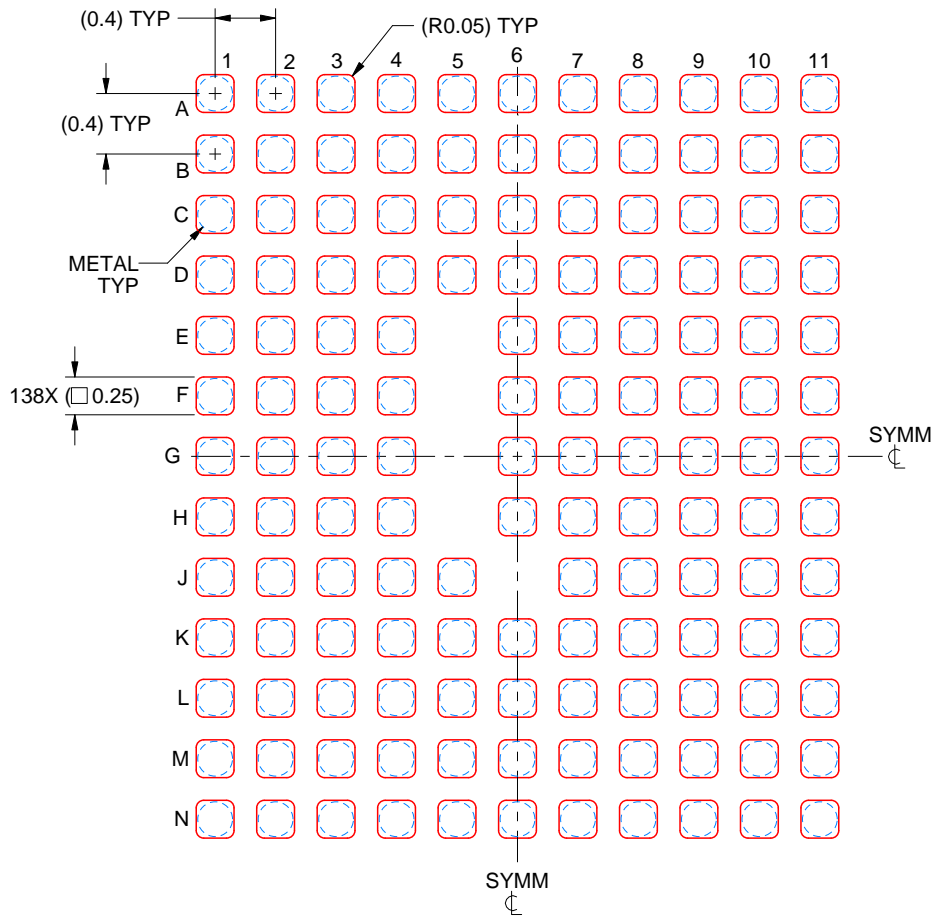 (0.4) TYP
(R0.05) TYP
1 2 3 4 5 6 7 8 9 10 11
A
(0.4) TYP
B
C
METAL
TYP
D
E
138X (□ 0.25)
F
G
SYMM
℄
H
J
K
L
M
N
SYMM
℄